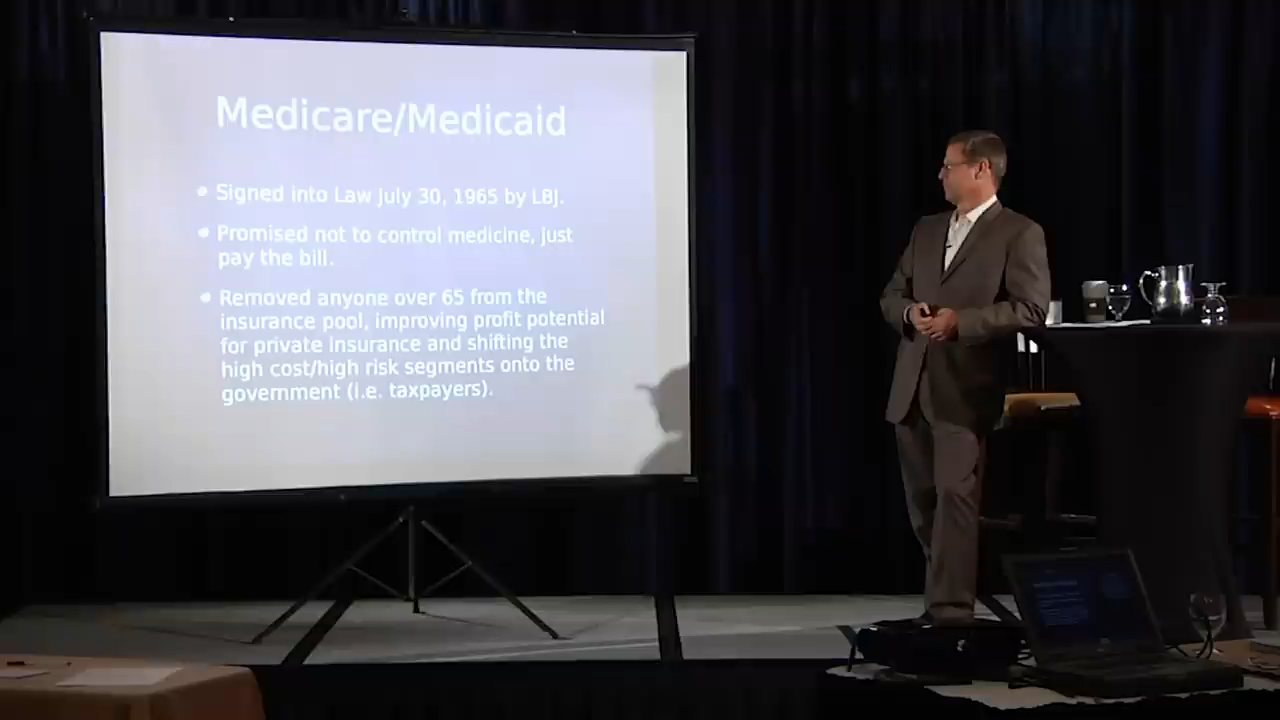 Medicare/Medicaid
• Signed into Law July 30, 1965 by LBJ.
• Promised not to control medicine, just
pay the bill.
• Removed anyone over 65 from the
insurance pool, improving profit potential
for private insurance and shifting the
high cost/high risk segments onto the
government (i.e. taxpayers).